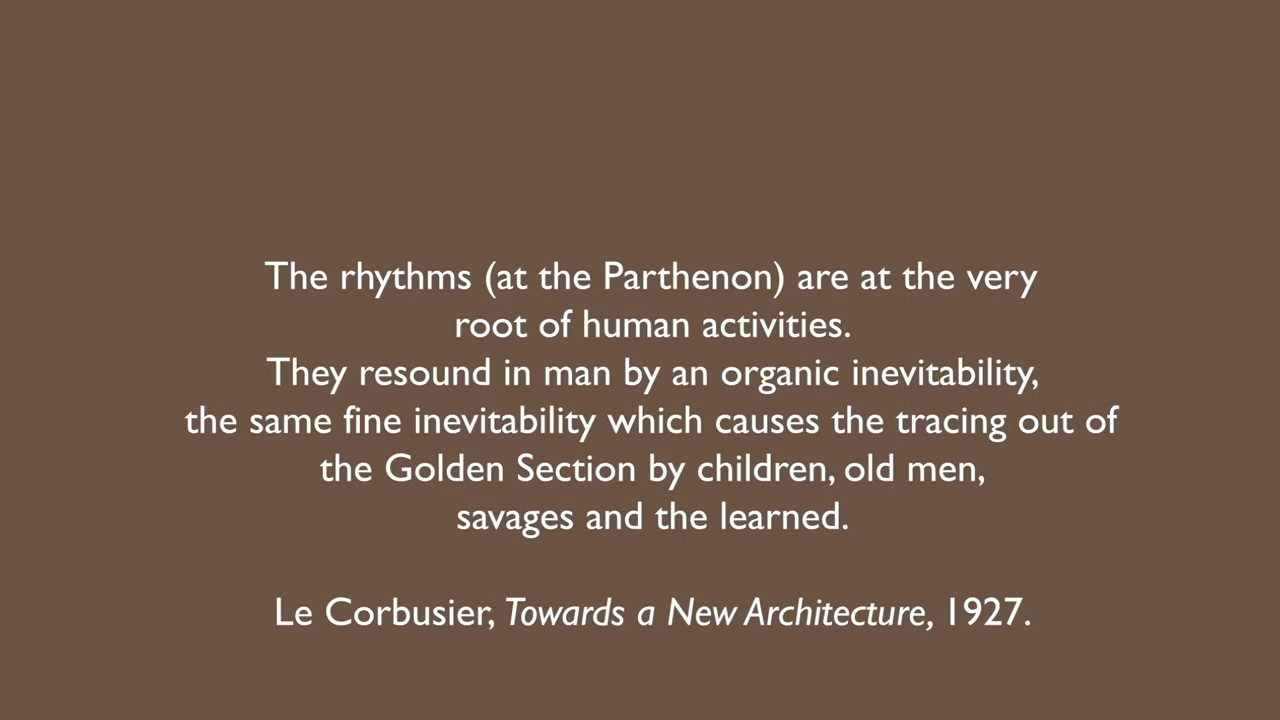 The rhythms (at the Parthenon) are at the very
root of human activities.
They resound in man by an organic inevitability,
the same fine inevitability which causes the tracing out of
the Golden Section by children, old men,
savages and the learned.
Le Corbusier, Towards a New Architecture, 1927.